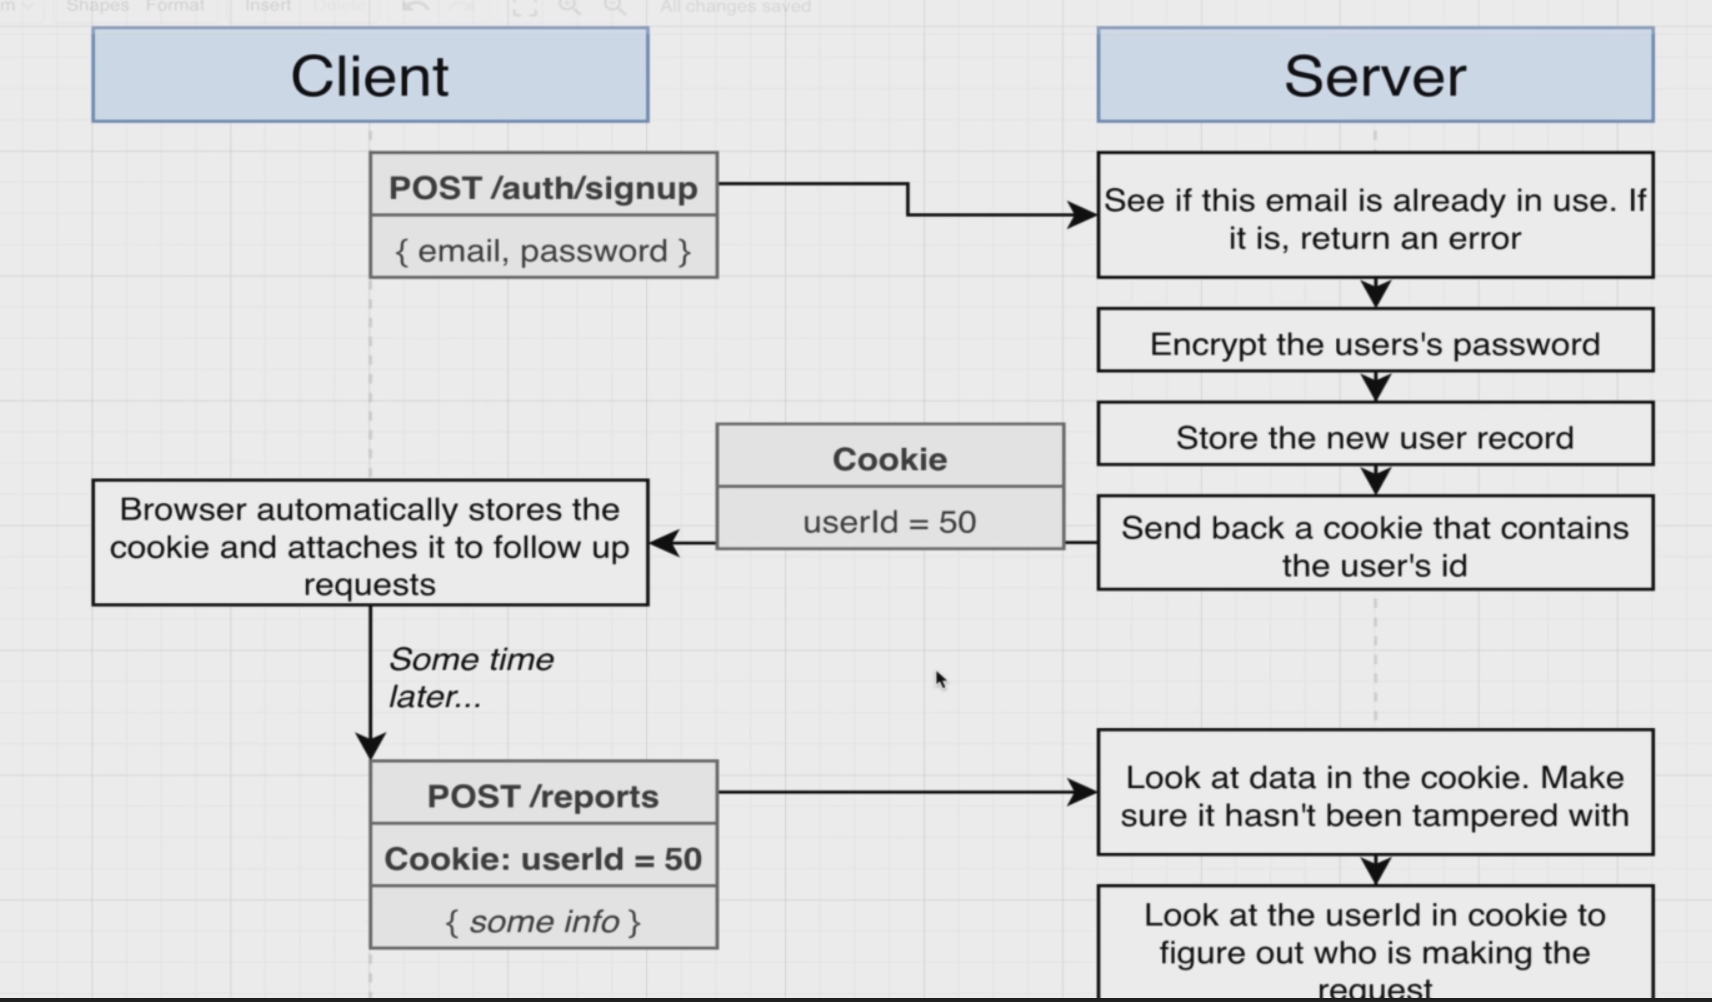 m Shapes Format Insert Delete All changes saved
Client
Server
POST /auth/signup
{ email, password }
See if this email is already in use. If
it is, return an error
Encrypt the users's password
Store the new user record
Cookie
userId = 50
Send back a cookie that contains
the user's id
Browser automatically stores the
cookie and attaches it to follow up
requests
Some time
later...
POST /reports
Cookie: userId = 50
{ some info }
Look at data in the cookie. Make
sure it hasn't been tampered with
Look at the userId in cookie to
figure out who is making the
request